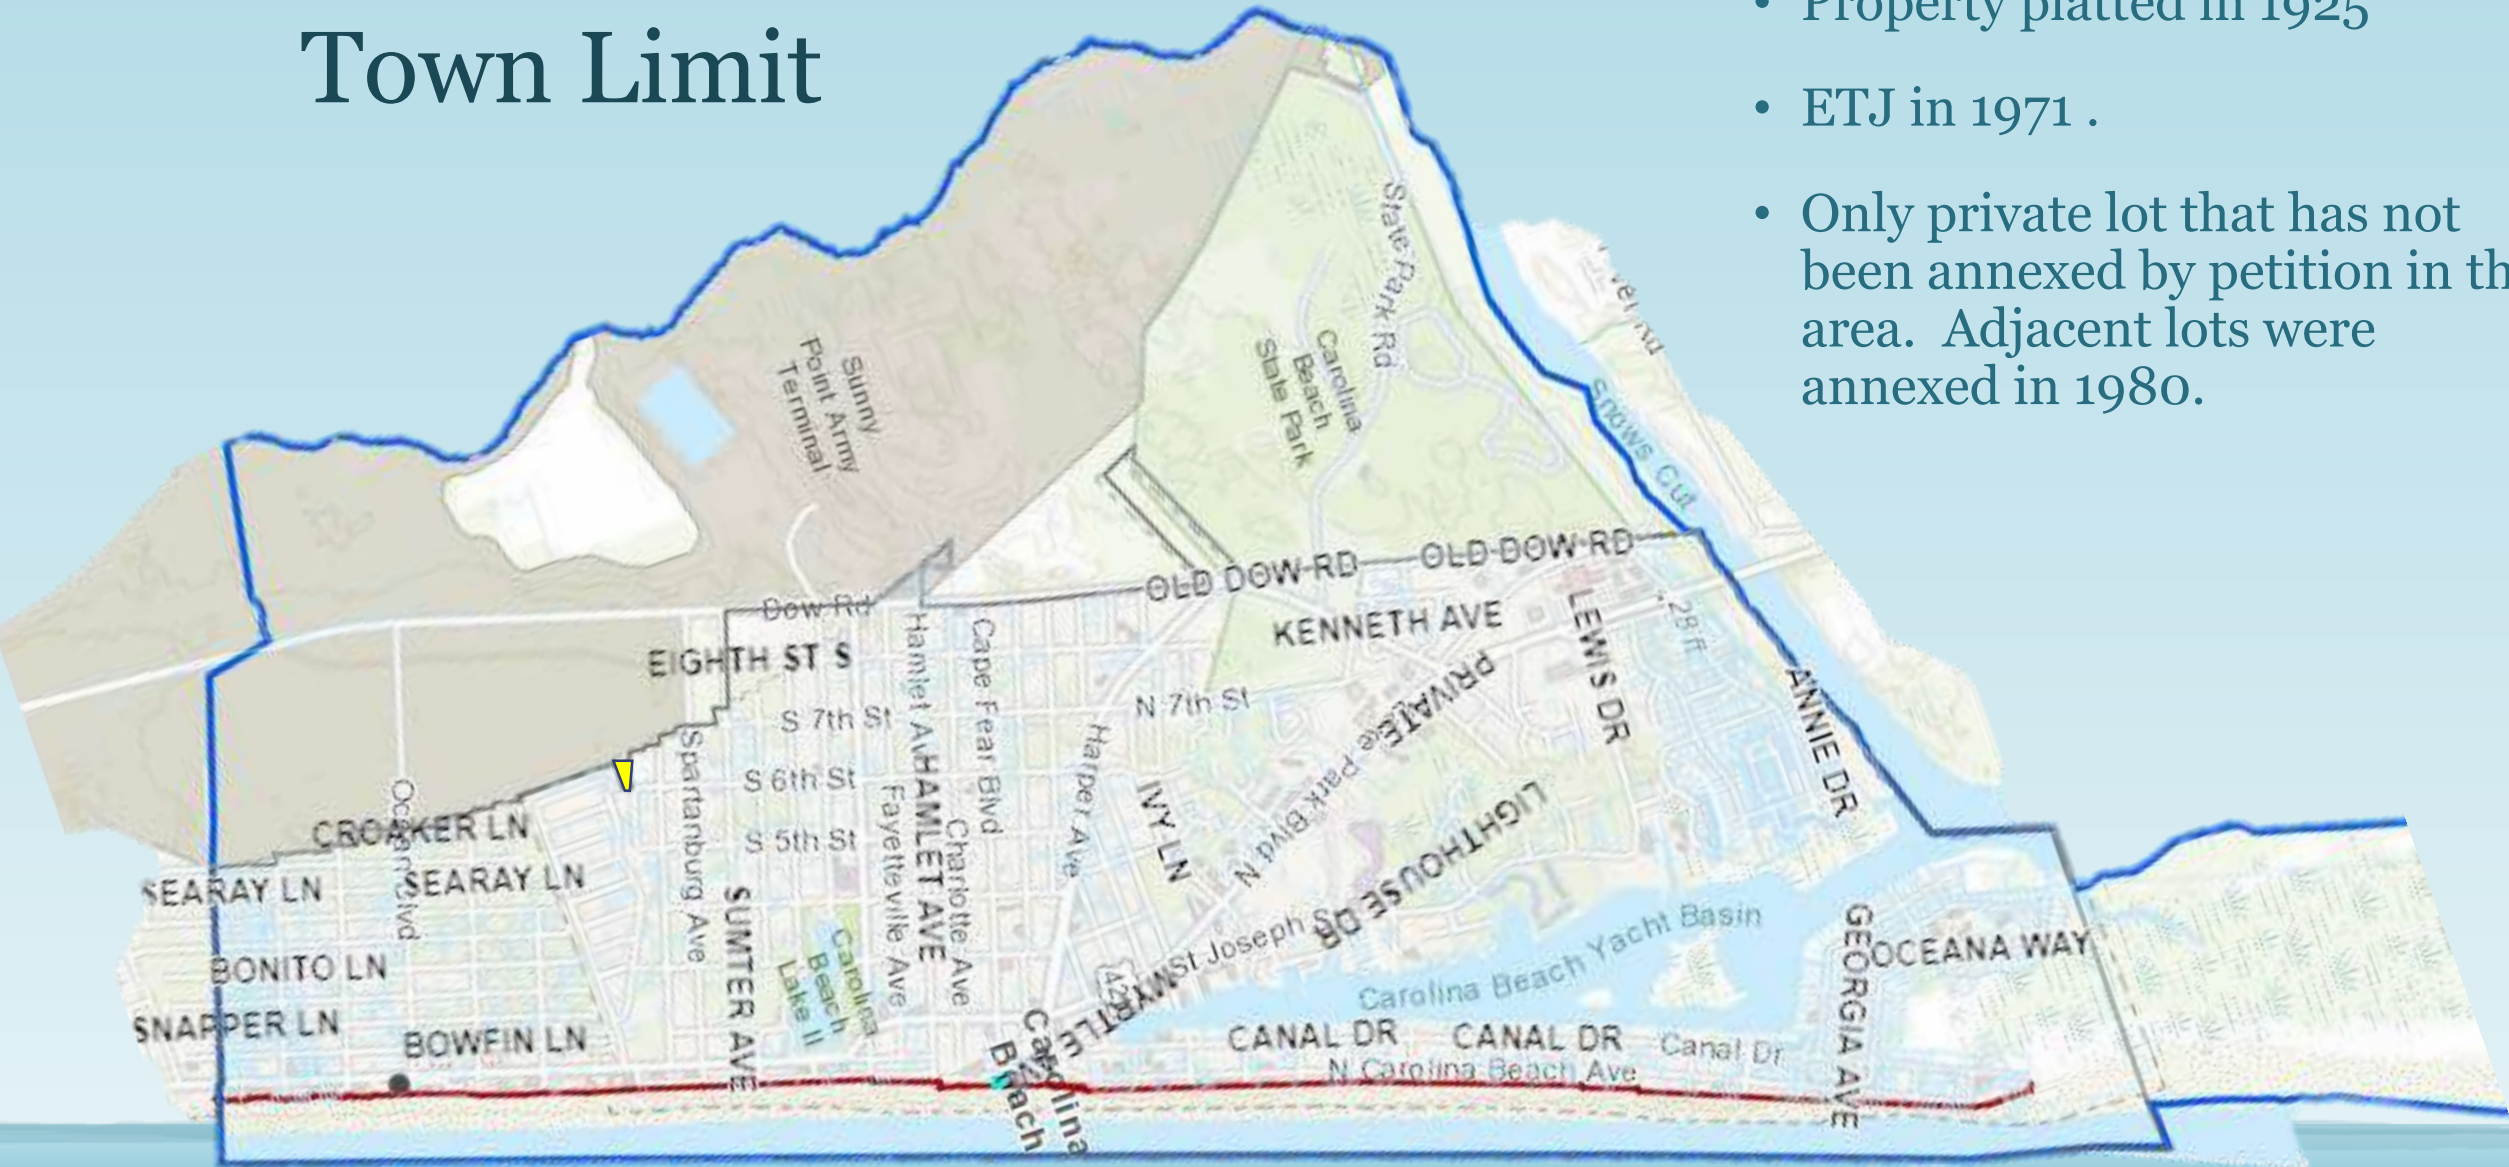 Town Limit
• Property platted in 1925
• ETJ in 1971 .
• Only private lot that has not
been annexed by petition in th
area.  Adjacent lots were
annexed in 1980.
State Park Rd
Carolina
Beach
State Park
Sunny
Point Army
Terminal
Snows Cut
OLD DOW RD
OLD DOW RD
Dow Rd
KENNETH AVE
LEWIS DR
28 ft
EIGHTH ST S
Hamlet Av
Cape Fear Blvd
PRIVATE
N 7th St
S 7th St
ANNIE DR
Spartanburg Ave
Harper Ave
S 6th St
HAMLET AVE
IVY LN
Park Blvd N
LIGHTHOUSE DR
CROAKER LN
S 5th St
Fayetteville Ave
Charlotte Ave
SEARAY LN
SEARAY LN
SUMTER AVE
St Joseph St
Carolina Beach Yacht Basin
GEORGIA AVE
OCEANA WAY
BONITO LN
Carolina
Beach
Lake II
421
MYRTLE
SNAPPER LN
BOWFIN LN
Carolina
Beach
CANAL DR
CANAL DR
Canal Dr
N Carolina Beach Ave